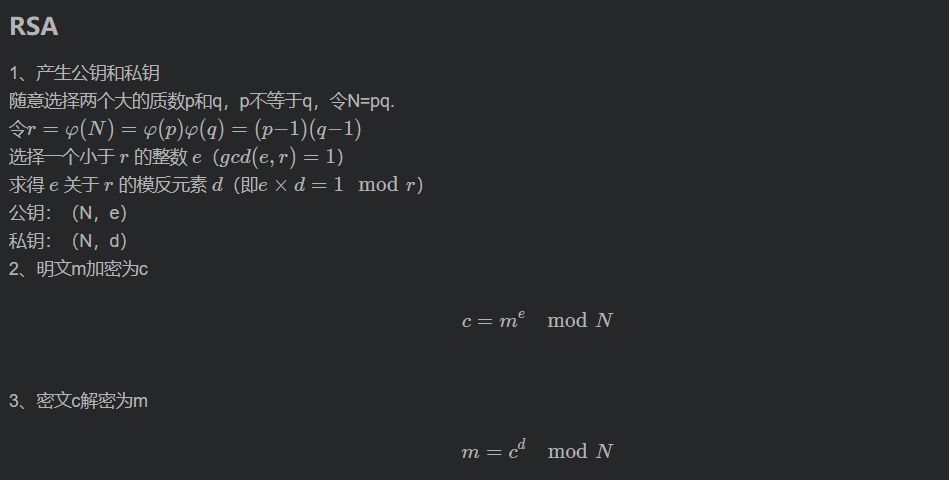 RSA
1、产生公钥和私钥
随意选择两个大的质数p和q，p不等于q，令N=pq.
令r = φ(N) = φ(p)φ(q) = (p−1)(q−1)
选择一个小于 r 的整数 e（gcd(e, r) = 1）
求得 e 关于 r 的模反元素 d（即e × d = 1 mod r）
公钥：（N，e）
私钥：（N，d）
2、明文m加密为c
c = m^e mod N
3、密文c解密为m
m = c^d mod N